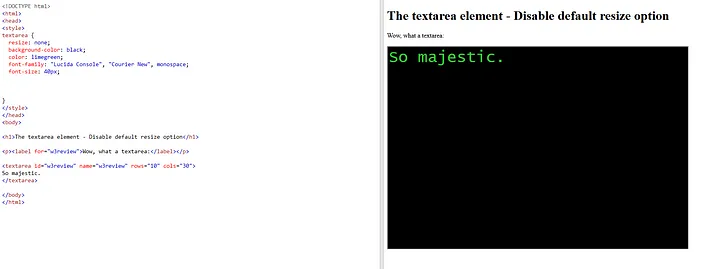 <!DOCTYPE html>
<html>
<head>
<style>
textarea {
  resize: none;
  background-color: black;
  color: limegreen;
  font-family: "Lucida Console", "Courier New", monospace;
  font-size: 40px;
}
</style>
</head>
<body>
<h1>The textarea element - Disable default resize option</h1>
<p><label for="w3review">Wow, what a textarea:</label></p>
<textarea id="w3review" name="w3review" rows="10" cols="30">
So majestic.
</textarea>
</body>
</html>
The textarea element - Disable default resize option
Wow, what a textarea:
So majestic.